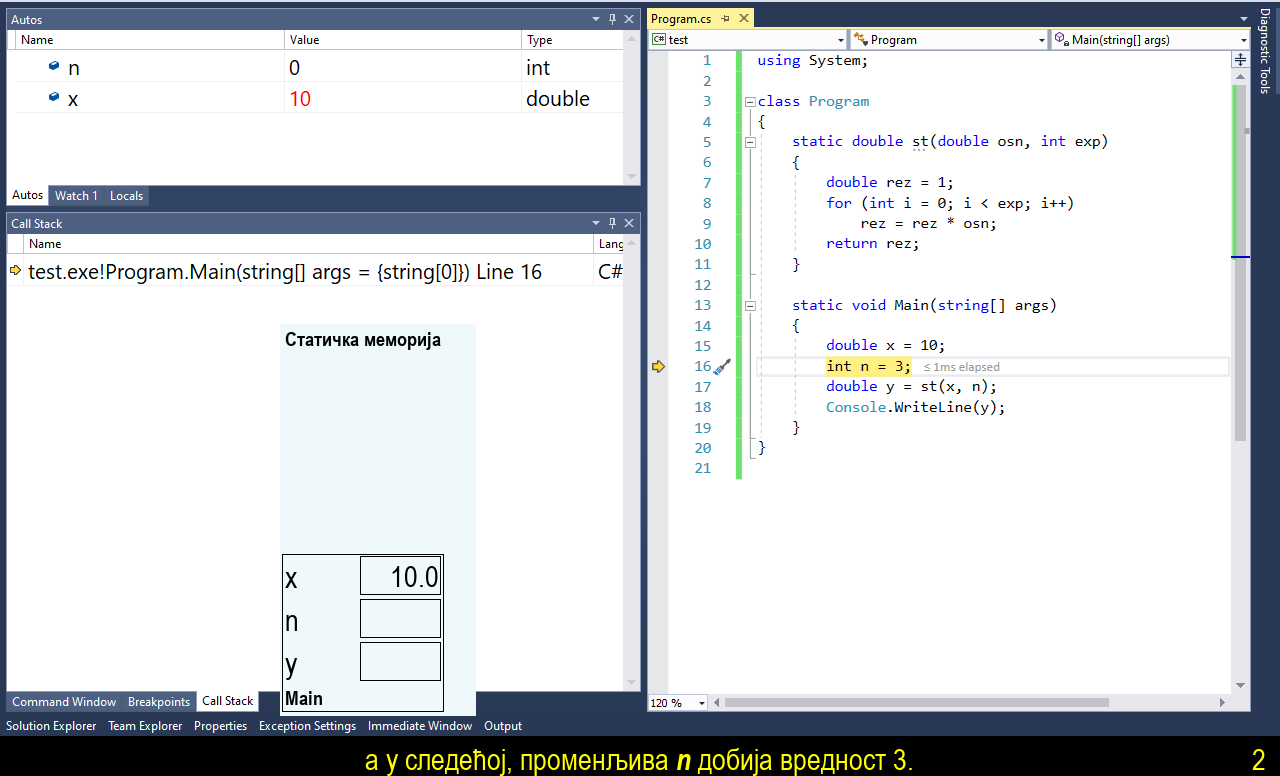 Autos
Name Value Type
n 0 int
x 10 double
Autos Watch 1 Locals
Call Stack
Name Lang
test.exe!Program.Main(string[] args = {string[0]}) Line 16 C#
Статичка меморија
x 10.0
n
y
Main
Command Window Breakpoints Call Stack
Solution Explorer Team Explorer Properties Exception Settings Immediate Window Output
Program.cs
C# test Program Main(string[] args)
1 using System;
2
3 class Program
4 {
5 static double st(double osn, int exp)
6 {
7 double rez = 1;
8 for (int i = 0; i < exp; i++)
9 rez = rez * osn;
10 return rez;
11 }
12
13 static void Main(string[] args)
14 {
15 double x = 10;
16 int n = 3; ≤ 1ms elapsed
17 double y = st(x, n);
18 Console.WriteLine(y);
19 }
20 }
21
120 %
Diagnostic Tools
а у следећој, променљива n добија вредност 3. 2